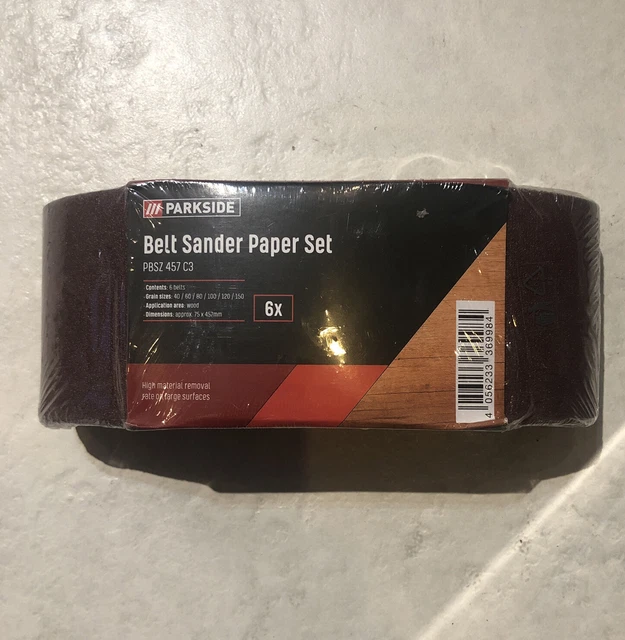 PARKSIDE
Belt Sander Paper Set
PBSZ 457 C3
Contents: 6 belts
Grain sizes: 40 / 60 / 80 / 100 / 120 / 150
Application area: wood
Dimensions: approx. 75 x 457mm
6x
High material removal
rate on large surfaces
4 056233 369984